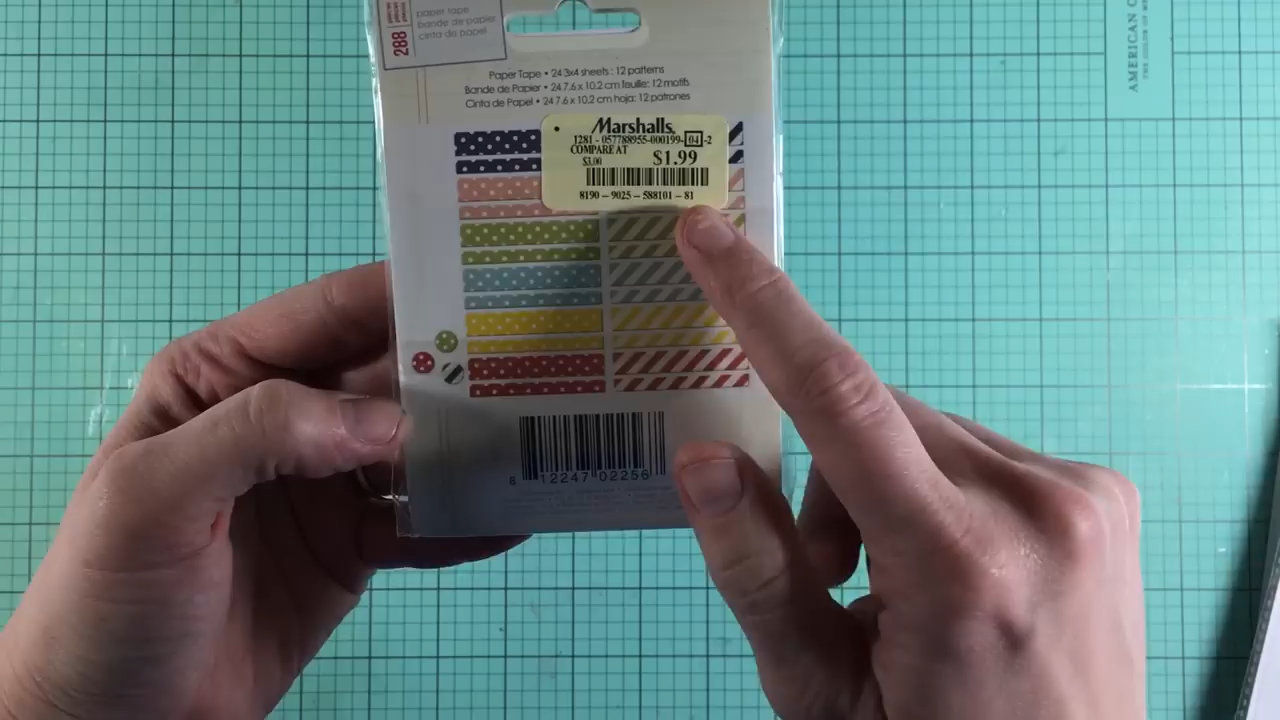 288
paper tape
bande de papier
cinta de papel
Paper Tape • 24 3x4 sheets : 12 patterns
Bande de Papier • 24 7.6 x 10.2 cm feuille: 12 motifs
Cinta de Papel • 24 7.6 x 10.2 cm hoja: 12 patrones
Marshalls
1281 - 057788955-000199-04-2
COMPARE AT
$3.00
$1.99
8190 – 9025 – 588101 – 81
8 12247 02256
AMERICAN C